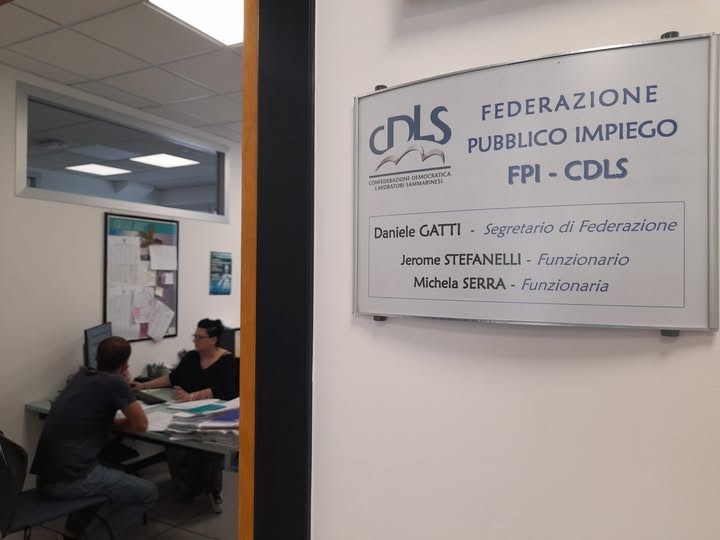 CDLS
CONFEDERAZIONE DEMOCRATICA
LAVORATORI SAMMARINESI
FEDERAZIONE
PUBBLICO IMPIEGO
FPI - CDLS
Daniele GATTI - Segretario di Federazione
Jerome STEFANELLI - Funzionario
Michela SERRA - Funzionaria